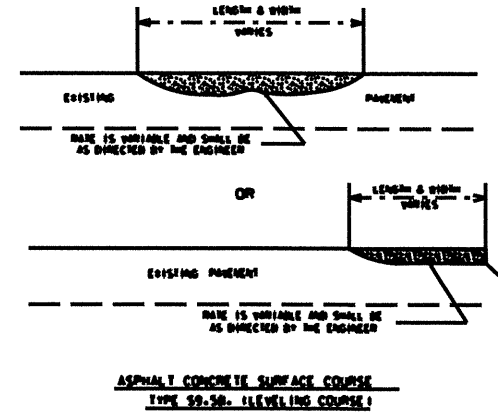 LENGTH & WIDTH
VARIES
EXISTING PAVEMENT
RATE IS VARIABLE AND SHALL BE
AS DIRECTED BY THE ENGINEER
OR
LENGTH & WIDTH
VARIES
EXISTING PAVEMENT
RATE IS VARIABLE AND SHALL BE
AS DIRECTED BY THE ENGINEER
ASPHALT CONCRETE SURFACE COURSE
TYPE S9.5B. (LEVELING COURSE)